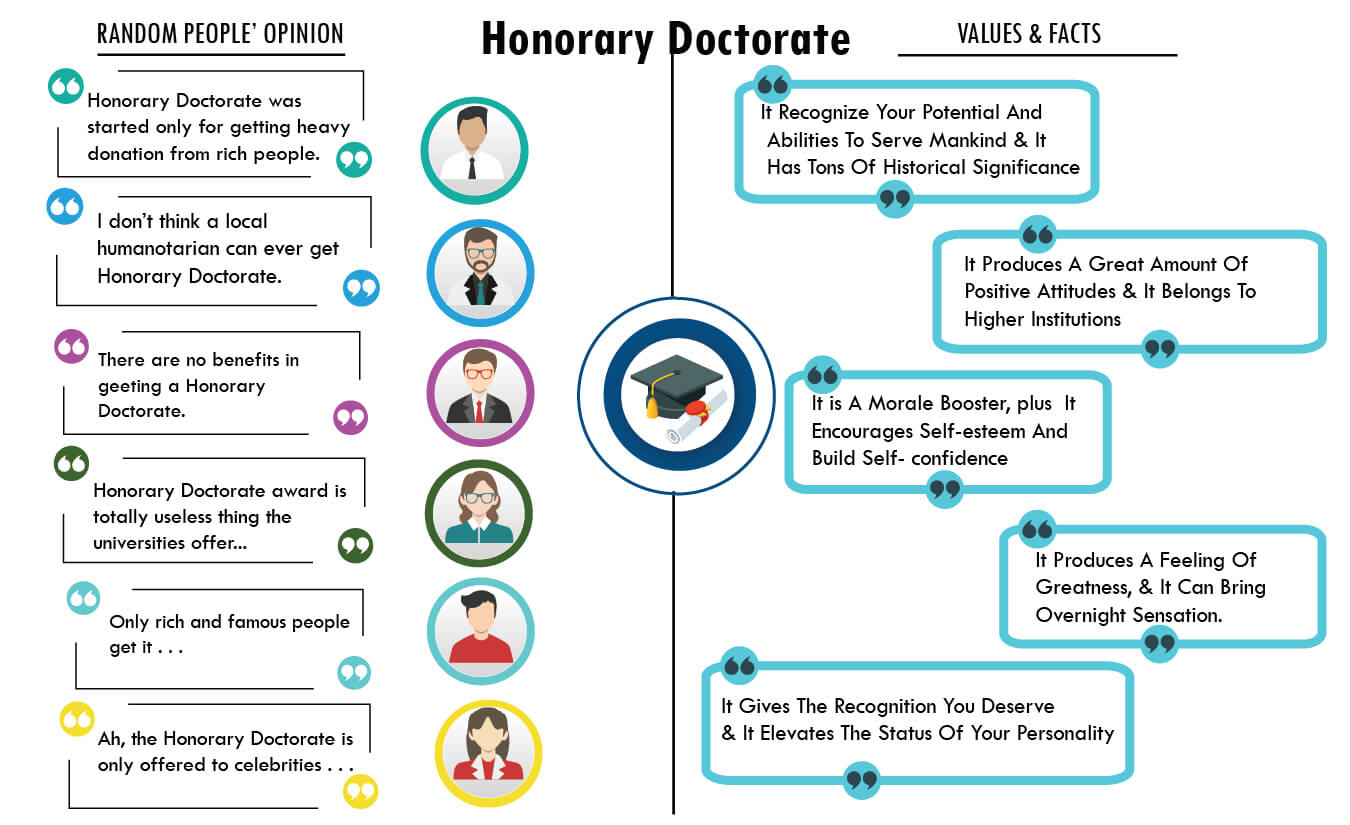 Honorary Doctorate
RANDOM PEOPLE’ OPINION
Honorary Doctorate was
started only for getting heavy
donation from rich people.
I don’t think a local
humanotarian can ever get
Honorary Doctorate.
There are no benefits in
geeting a Honorary
Doctorate.
Honorary Doctorate award is
totally useless thing the
universities offer...
Only rich and famous people
get it . . .
Ah, the Honorary Doctorate is
only offered to celebrities . . .
VALUES & FACTS
It Recognize Your Potential And
Abilities To Serve Mankind & It
Has Tons Of Historical Significance
It Produces A Great Amount Of
Positive Attitudes & It Belongs To
Higher Institutions
It is A Morale Booster, plus It
Encourages Self-esteem And
Build Self- confidence
It Produces A Feeling Of
Greatness, & It Can Bring
Overnight Sensation.
It Gives The Recognition You Deserve
& It Elevates The Status Of Your Personality